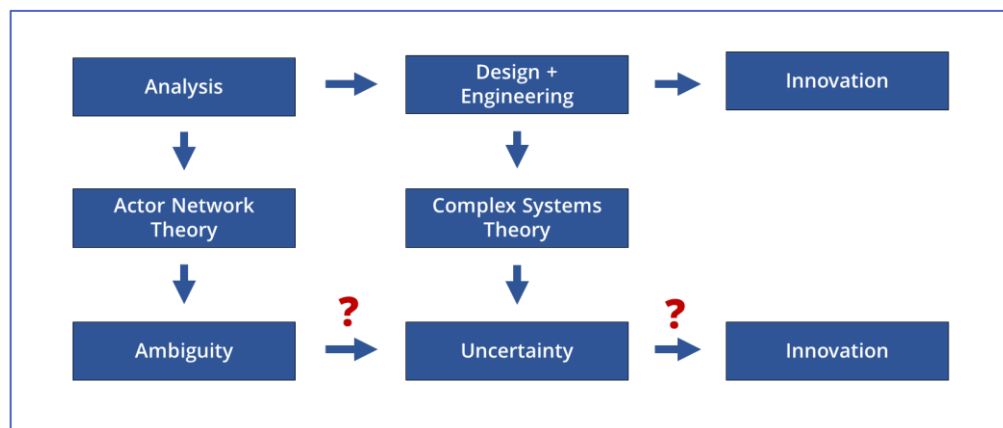 Analysis
Design +
Engineering
Innovation
Actor Network
Theory
Complex Systems
Theory
?
?
Ambiguity
Uncertainty
Innovation